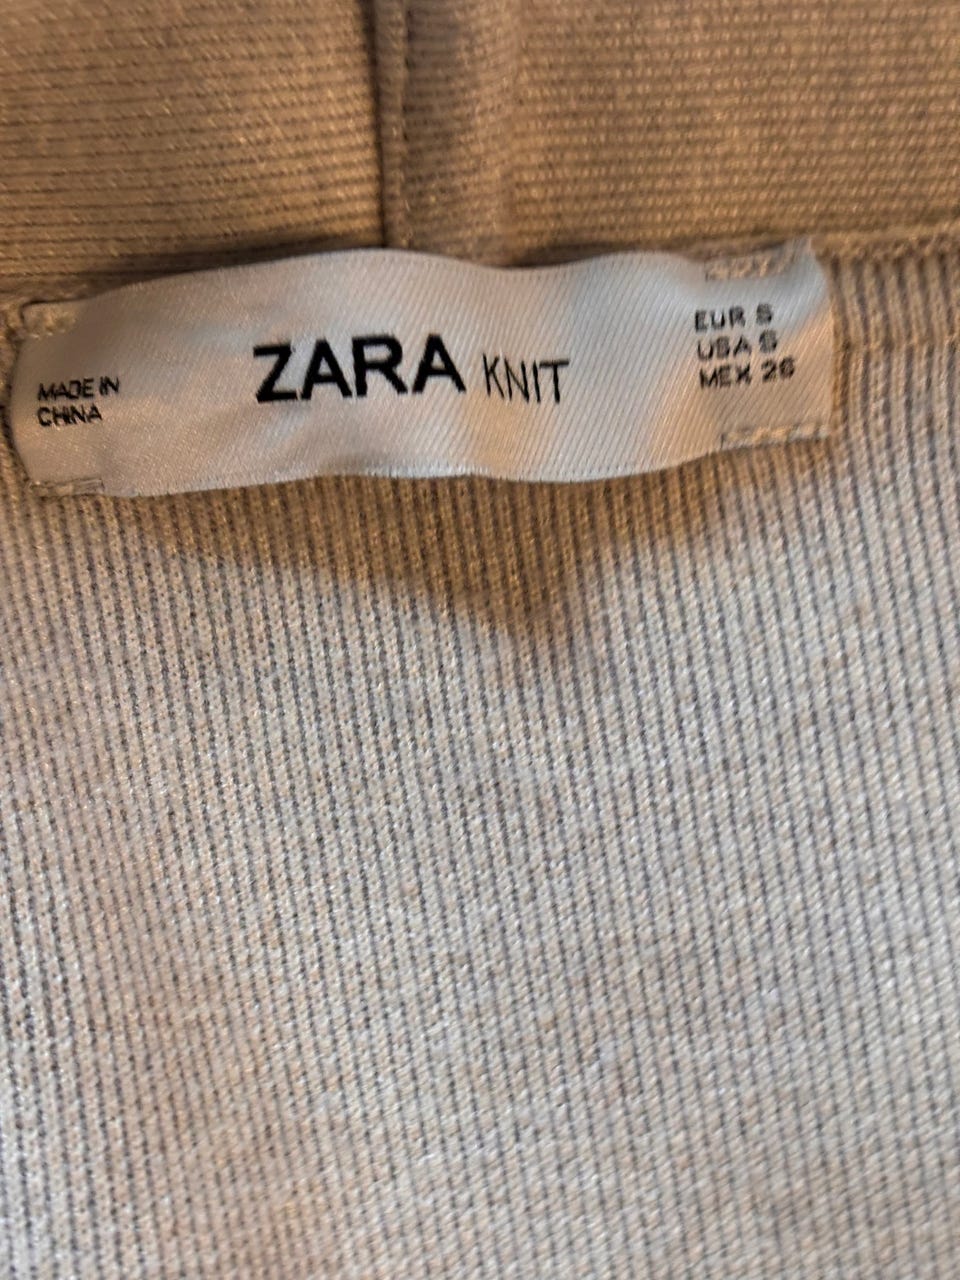 MADE IN
CHINA
ZARA KNIT
EUR S
USA S
MEX 26